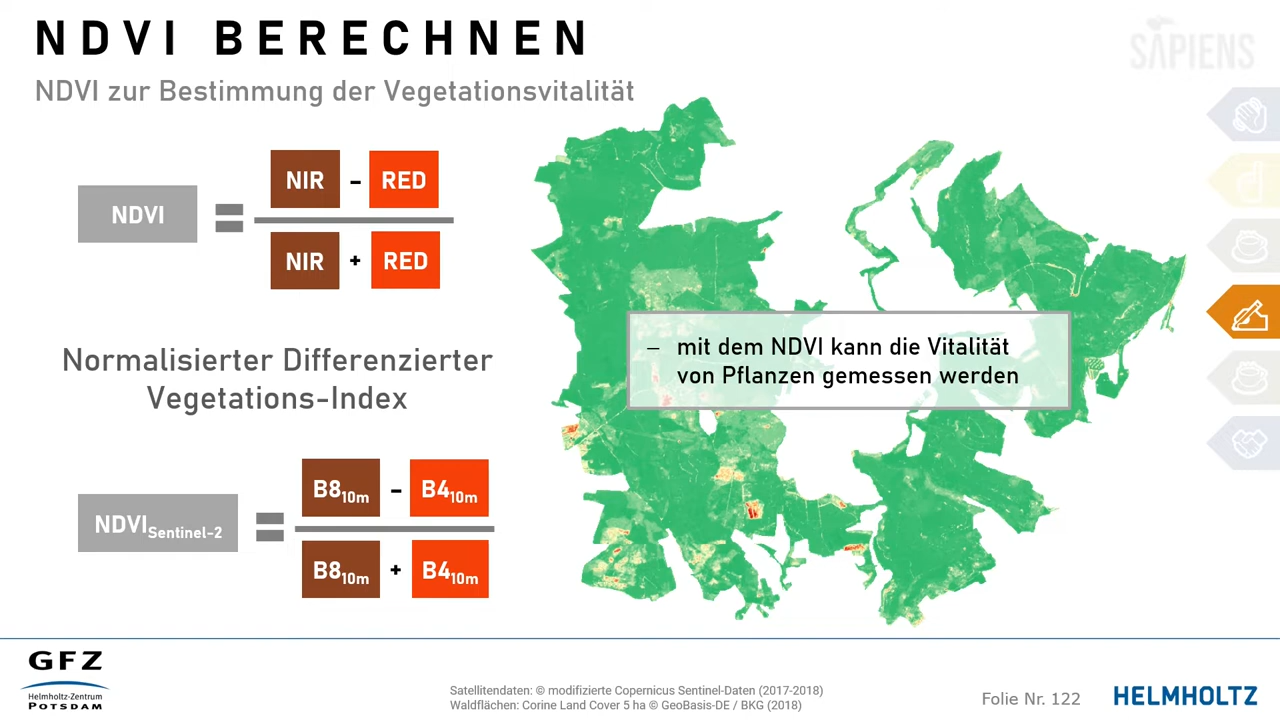 NDVI BERECHNEN
SAPIENS
NDVI zur Bestimmung der Vegetationsvitalität
NIR – RED
NDVI =
NIR + RED
– mit dem NDVI kann die Vitalität
von Pflanzen gemessen werden
Normalisierter Differenzierter
Vegetations-Index
B810m – B410m
NDVISentinel-2 =
B810m + B410m
GFZ
Helmholtz-Zentrum
POTSDAM
Satellitendaten: © modifizierte Copernicus Sentinel-Daten (2017-2018)
Waldflächen: Corine Land Cover 5 ha © GeoBasis-DE / BKG (2018)
Folie Nr. 122
HELMHOLTZ